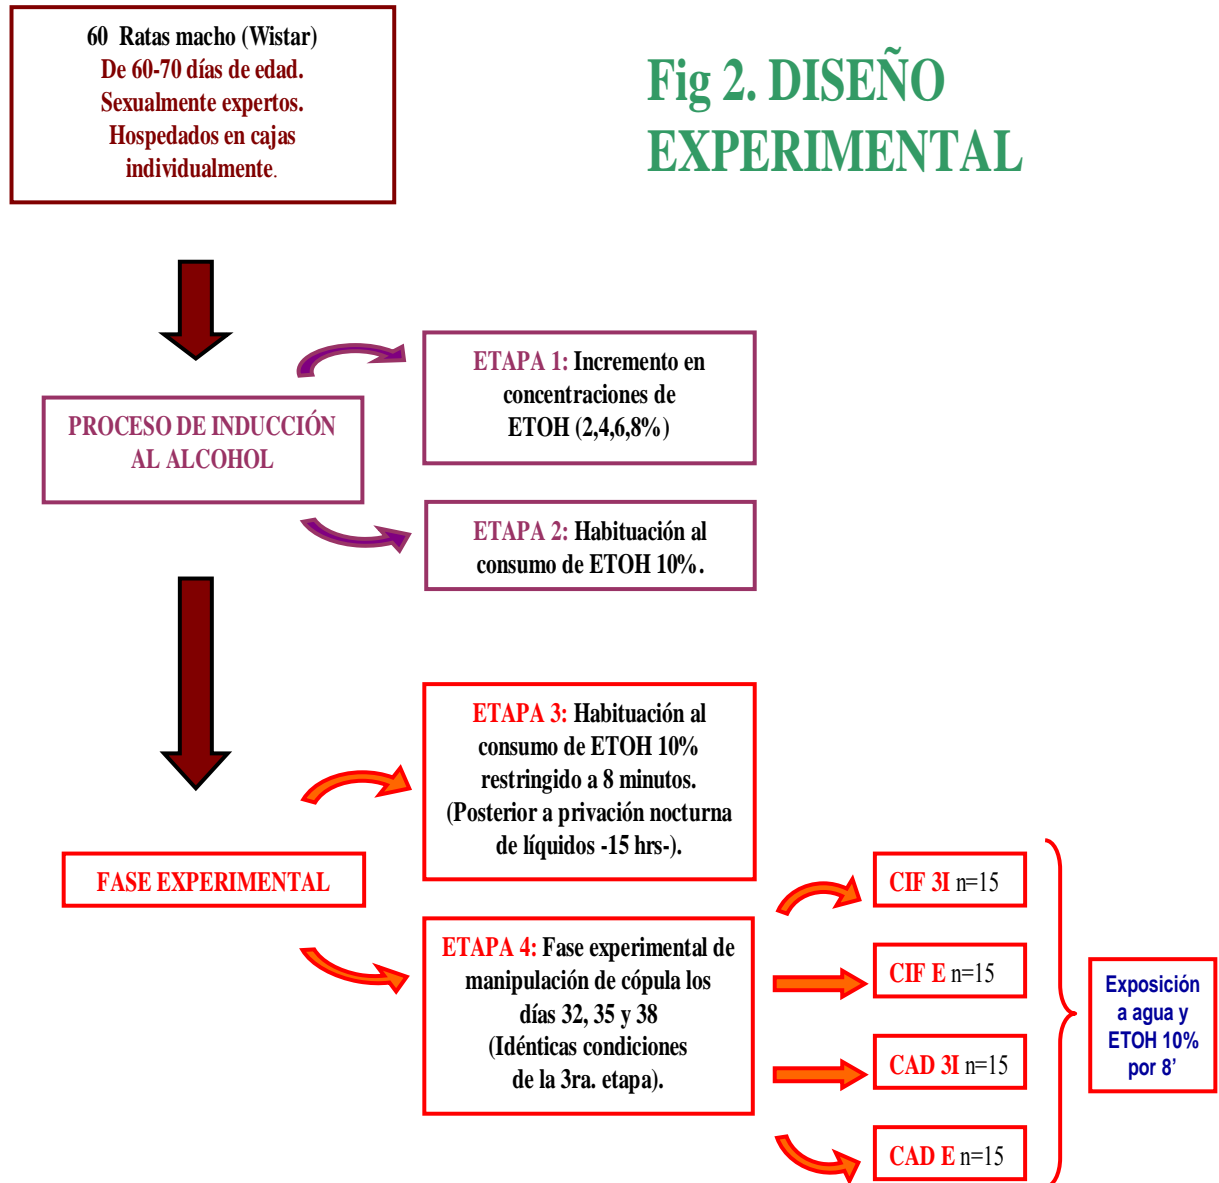 60 Ratas macho (Wistar)
De 60-70 días de edad.
Sexualmente expertos.
Hospedados en cajas
individualmente.
Fig 2. DISEÑO
EXPERIMENTAL
PROCESO DE INDUCCIÓN
AL ALCOHOL
ETAPA 1: Incremento en
concentraciones de
ETOH (2,4,6,8%)
ETAPA 2: Habituación al
consumo de ETOH 10%.
FASE EXPERIMENTAL
ETAPA 3: Habituación al
consumo de ETOH 10%
restringido a 8 minutos.
(Posterior a privación nocturna
de líquidos -15 hrs-).
ETAPA 4: Fase experimental de
manipulación de cópula los
días 32, 35 y 38
(Idénticas condiciones
de la 3ra. etapa).
CIF 3I n=15
CIF E n=15
CAD 3I n=15
CAD E n=15
Exposición
a agua y
ETOH 10%
por 8’